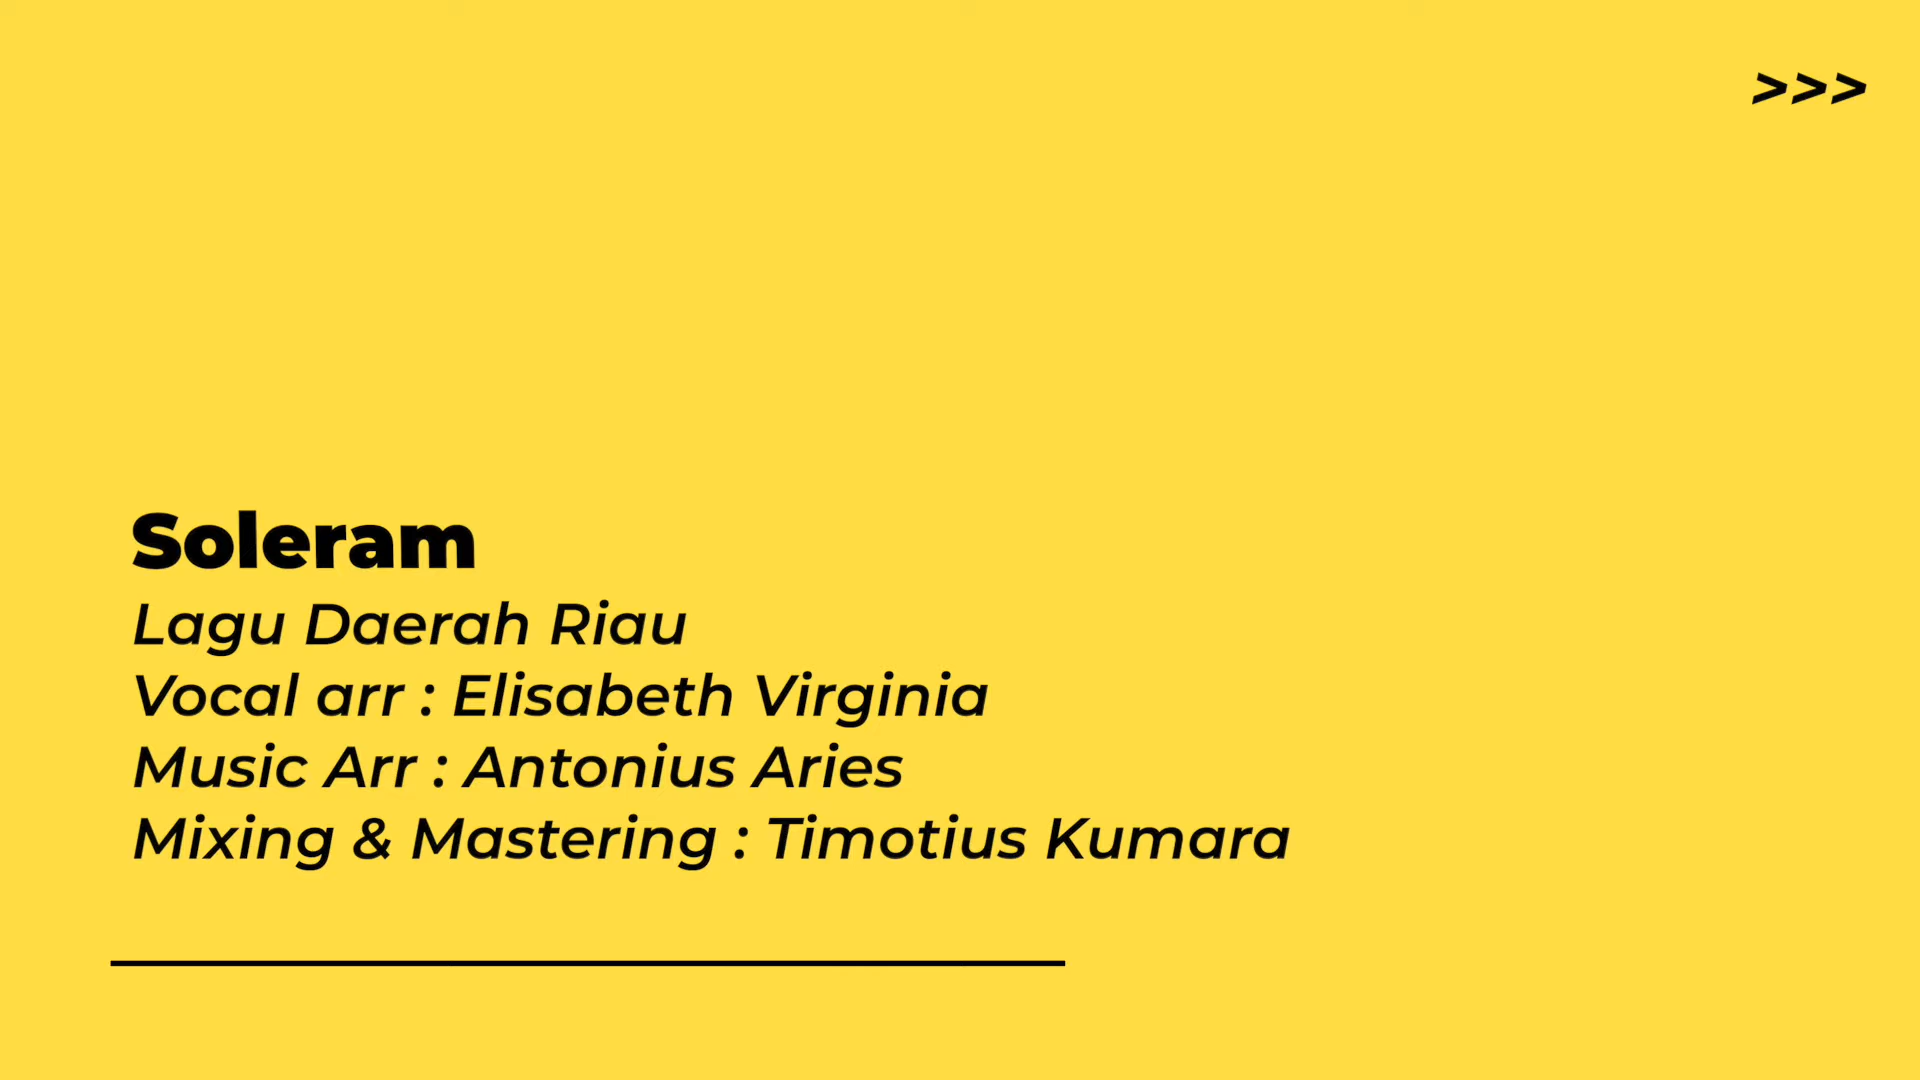 >>>
Soleram
Lagu Daerah Riau
Vocal arr : Elisabeth Virginia
Music Arr : Antonius Aries
Mixing & Mastering : Timotius Kumara